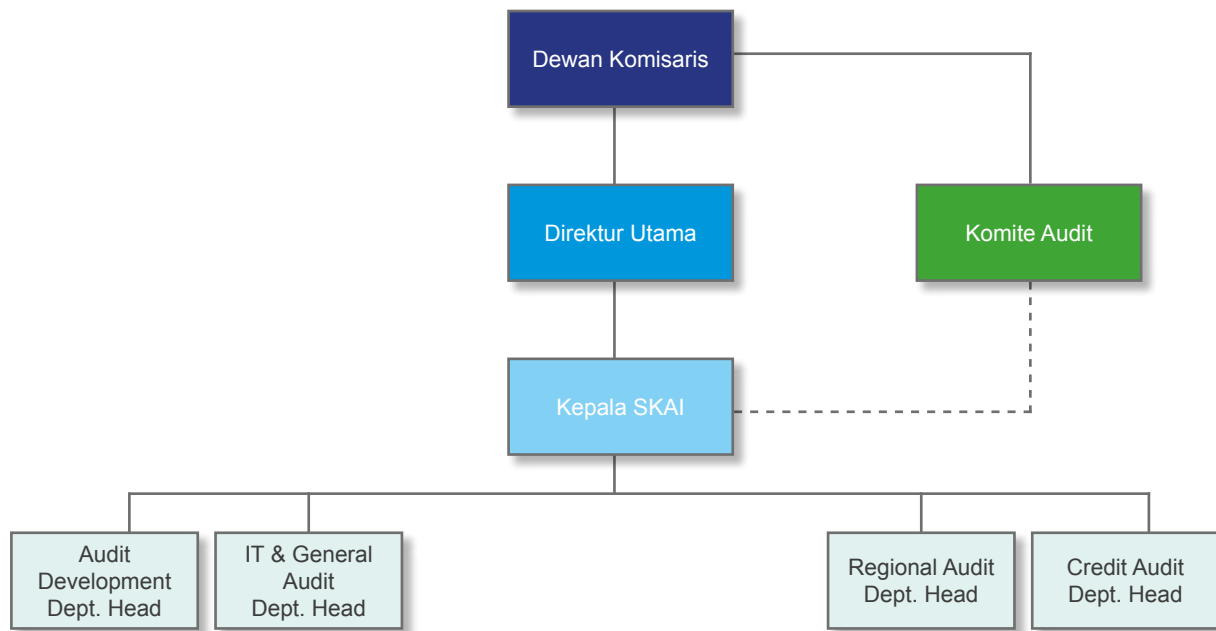 Dewan Komisaris
Direktur Utama
Komite Audit
Kepala SKAI
Audit
Development
Dept. Head
IT & General
Audit
Dept. Head
Regional Audit
Dept. Head
Credit Audit
Dept. Head